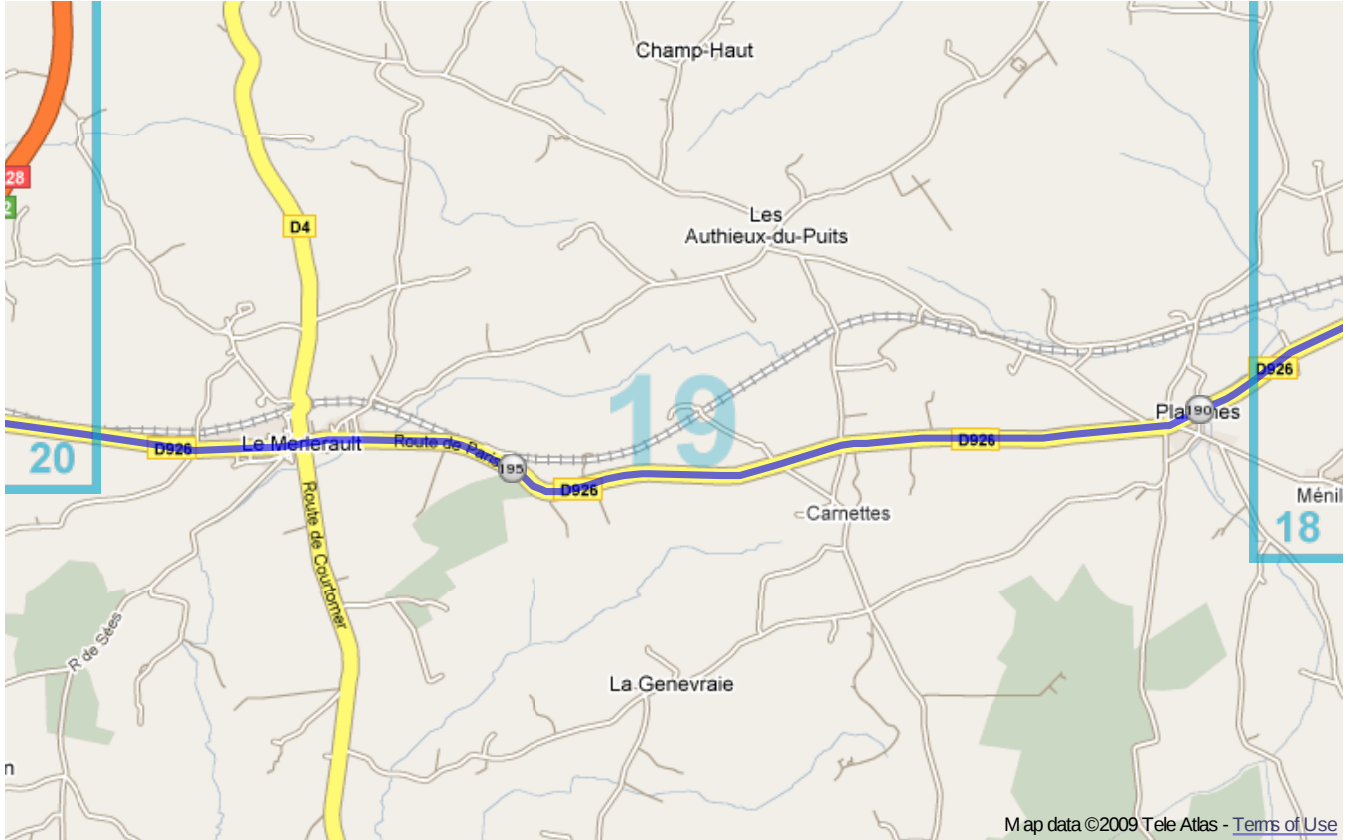 Champ-Haut
28
2
Les
Authieux-du-Puits
D4
19
D926
190
D926
D926
Le Merlerault
Route de Paris
20
D926
195
D926
Ménil
Carnettes
18
Route de Courtomer
R de Sées
La Genevraie
n
Map data ©2009 Tele Atlas - Terms of Use